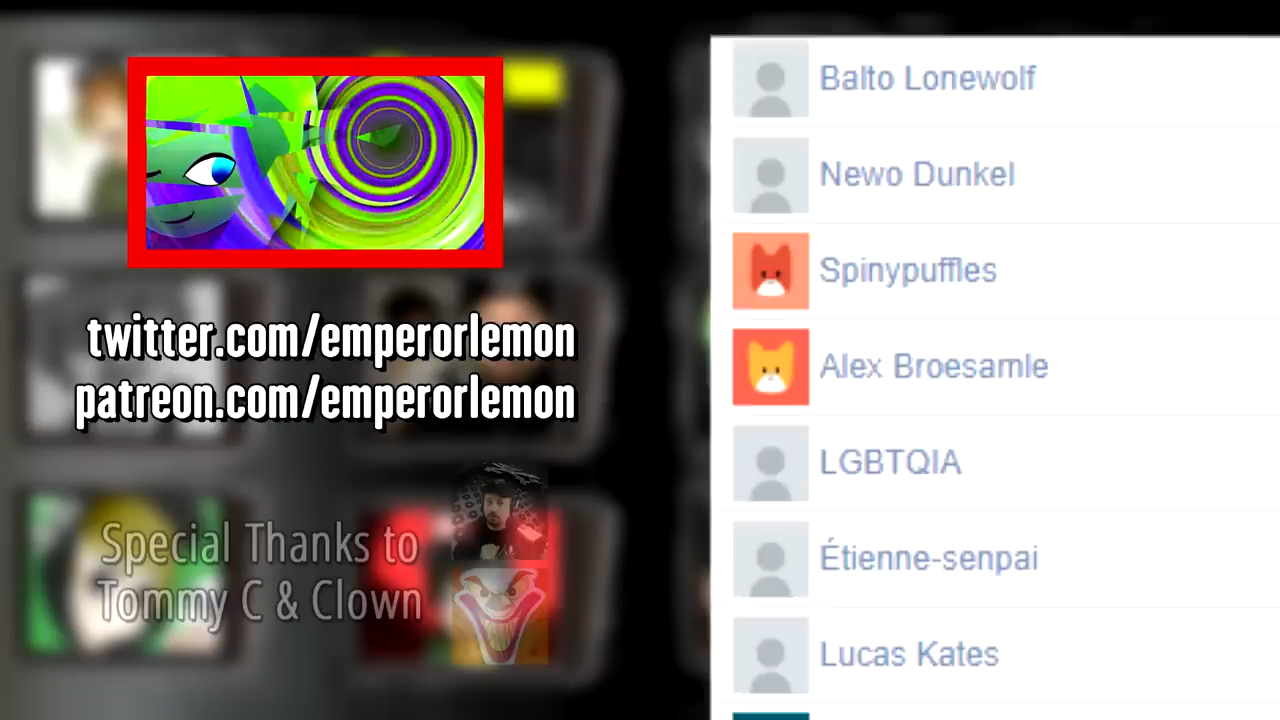 twitter.com/emperorlemon
patreon.com/emperorlemon
Special Thanks to
Tommy C & Clown
Balto Lonewolf
Newo Dunkel
Spinypuffles
Alex Broesamle
LGBTQIA
Étienne-senpai
Lucas Kates